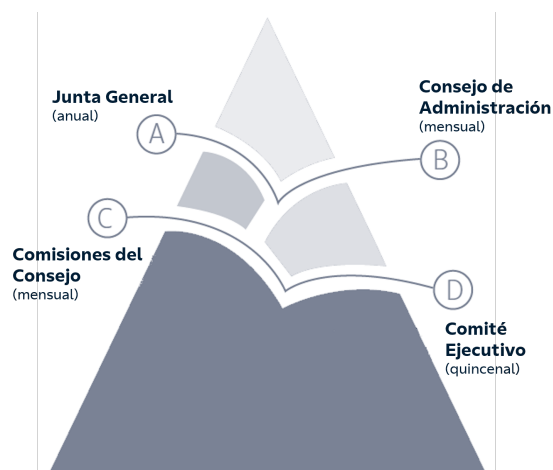 Junta General
(anual)
A
Consejo de
Administración
(mensual)
B
C
Comisiones del
Consejo
(mensual)
D
Comité
Ejecutivo
(quincenal)